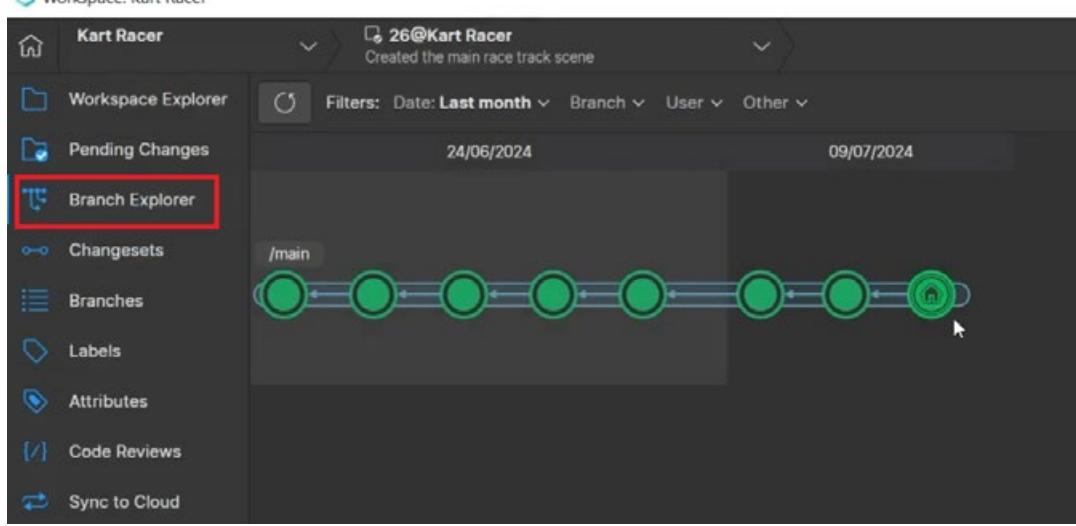 Workspace: Kart Racer
Kart Racer
26@Kart Racer
Created the main race track scene
Workspace Explorer
Filters: Date: Last month Branch User Other
Pending Changes
24/06/2024 09/07/2024
Branch Explorer
Changesets
/main
Branches
Labels
Attributes
{/} Code Reviews
Sync to Cloud